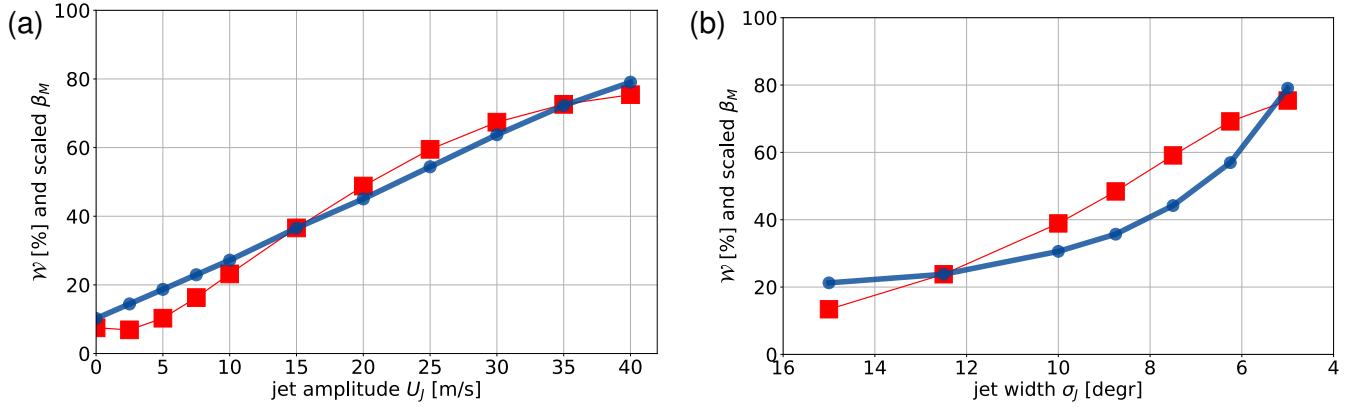 (a)
100
80
60
40
20
0
𝒲 [%] and scaled β_M
0 5 10 15 20 25 30 35 40
jet amplitude U_J [m/s]
(b)
100
80
60
40
20
0
𝒲 [%] and scaled β_M
16 14 12 10 8 6 4
jet width σ_J [degr]